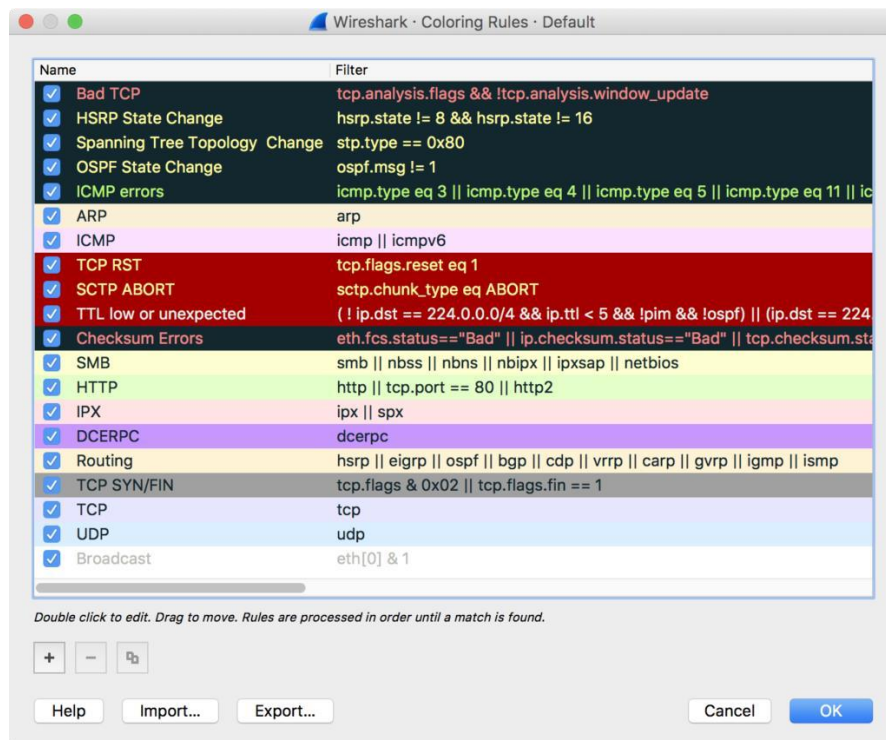 Wireshark · Coloring Rules · Default
Name Filter
Bad TCP tcp.analysis.flags && !tcp.analysis.window_update
HSRP State Change hsrp.state != 8 && hsrp.state != 16
Spanning Tree Topology  Change stp.type == 0x80
OSPF State Change ospf.msg != 1
ICMP errors icmp.type eq 3 || icmp.type eq 4 || icmp.type eq 5 || icmp.type eq 11 || ic
ARP arp
ICMP icmp || icmpv6
TCP RST tcp.flags.reset eq 1
SCTP ABORT sctp.chunk_type eq ABORT
TTL low or unexpected ( ! ip.dst == 224.0.0.0/4 && ip.ttl < 5 && !pim && !ospf) || (ip.dst == 224.
Checksum Errors eth.fcs.status=="Bad" || ip.checksum.status=="Bad" || tcp.checksum.sta
SMB smb || nbss || nbns || nbipx || ipxsap || netbios
HTTP http || tcp.port == 80 || http2
IPX ipx || spx
DCERPC dcerpc
Routing hsrp || eigrp || ospf || bgp || cdp || vrrp || carp || gvrp || igmp || ismp
TCP SYN/FIN tcp.flags & 0x02 || tcp.flags.fin == 1
TCP tcp
UDP udp
Broadcast eth[0] & 1
Double click to edit. Drag to move. Rules are processed in order until a match is found.
Help Import... Export... Cancel OK